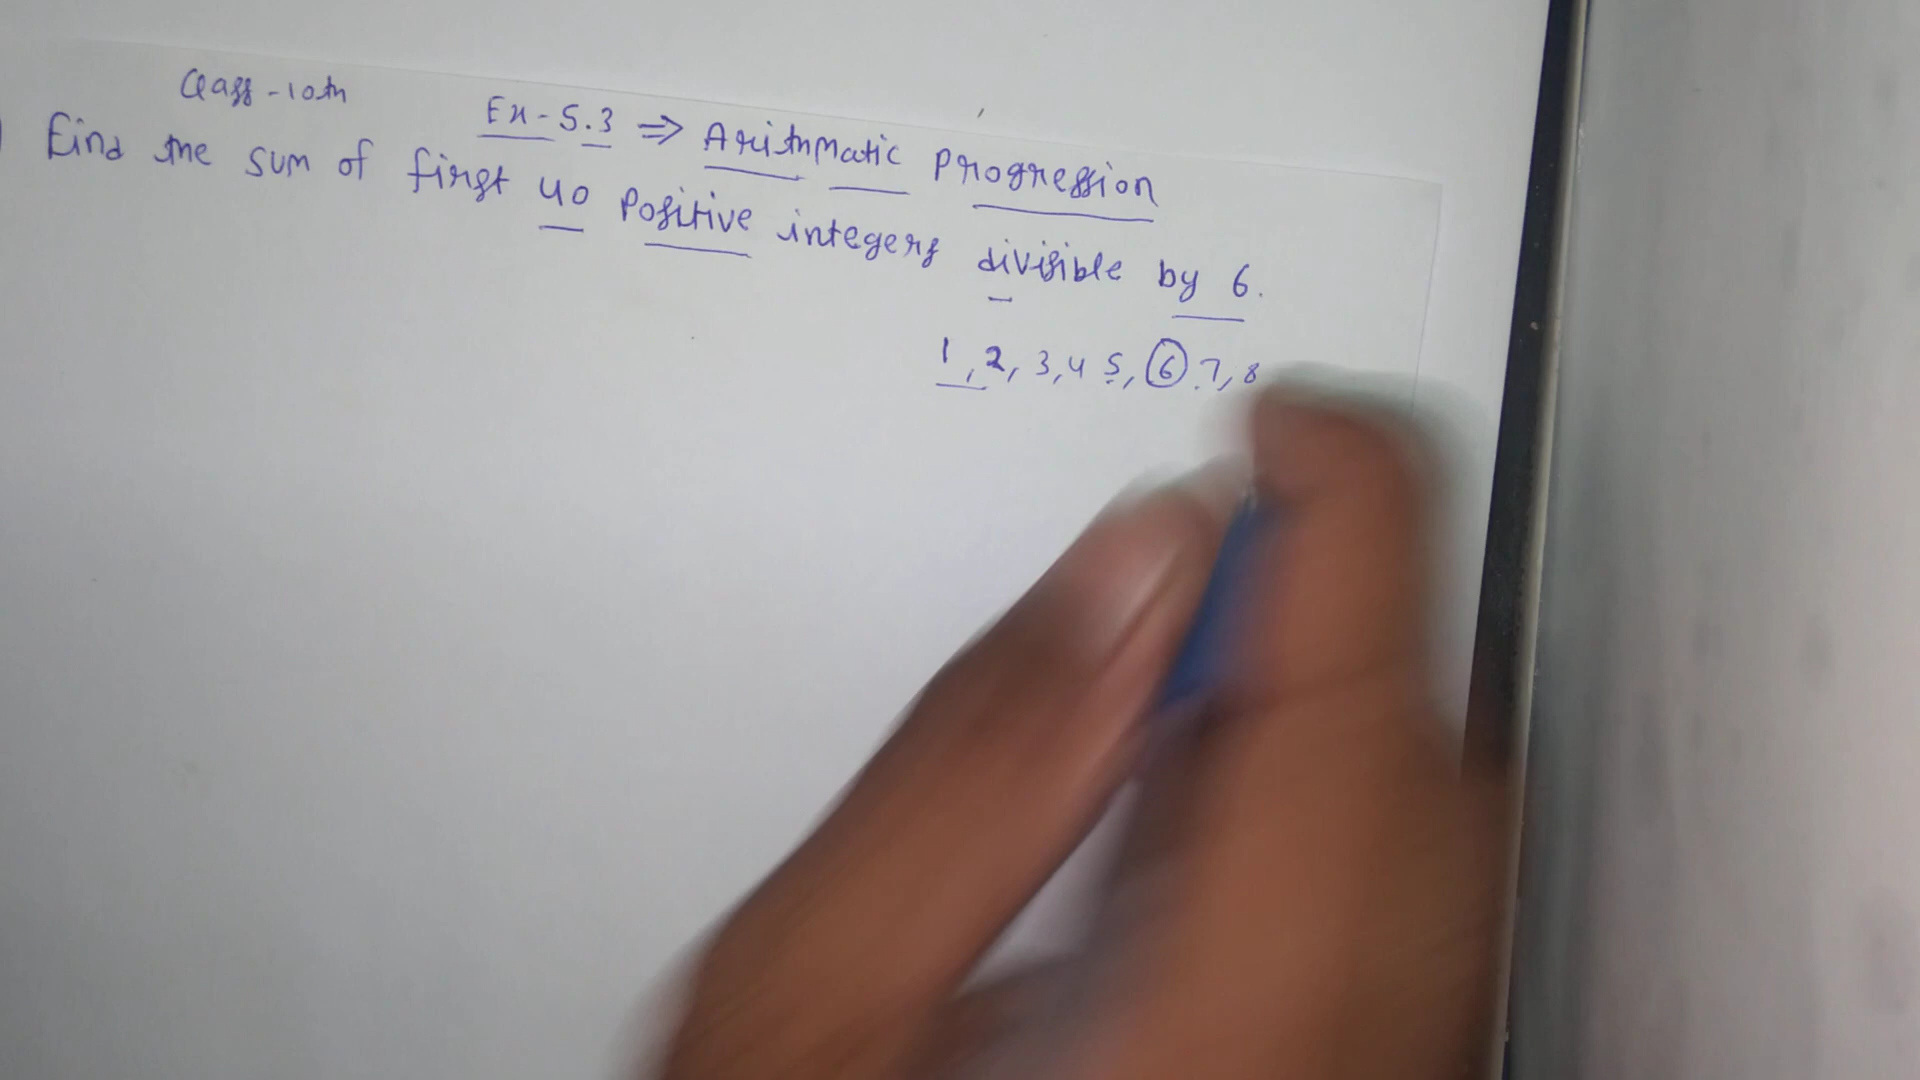 Class-10th
Ex-5.3 ⇒ Arithmatic Progression
Find the sum of first 40 Positive integers divisible by 6.
1, 2, 3, 4 5, 6 7, 8